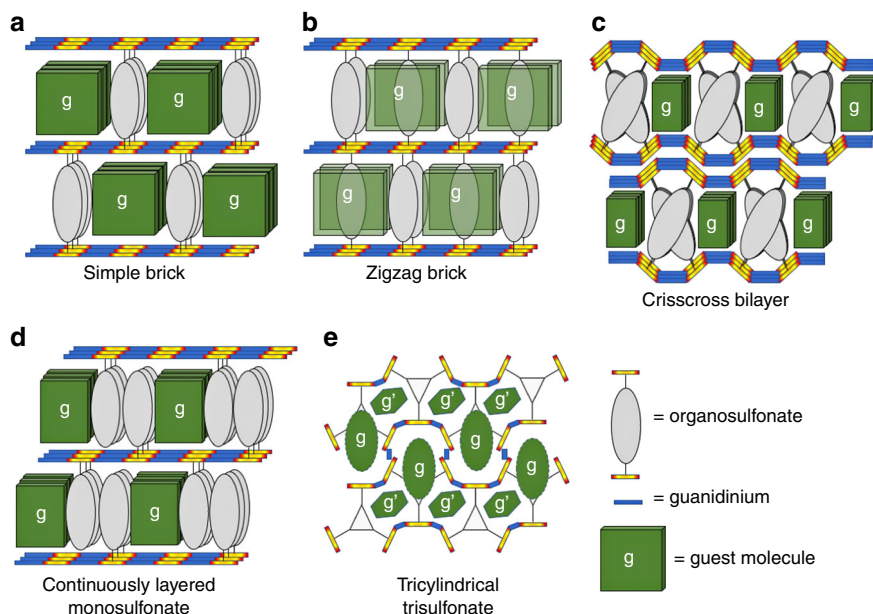 a
g
g
g
g
Simple brick
b
g
g
g
g
Zigzag brick
c
g
g
g
g
g
g
Crisscross bilayer
d
g
g
g
g
Continuously layered
monosulfonate
e
g' g' g'
g g
g g
g' g' g'
Tricylindrical
trisulfonate
= organosulfonate
= guanidinium
g
= guest molecule